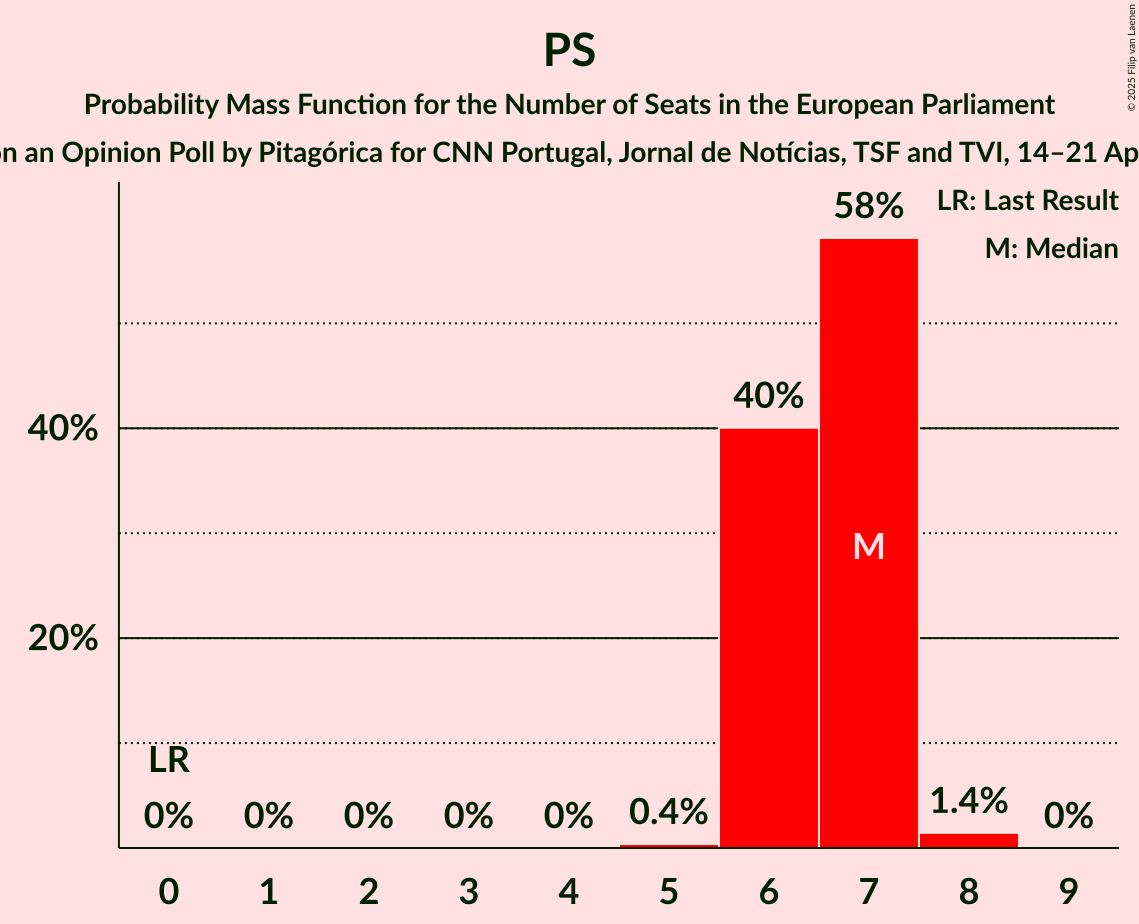 PS
Probability Mass Function for the Number of Seats in the European Parliament
an Opinion Poll by Pitagórica for CNN Portugal, Jornal de Notícias, TSF and TVI, 14–21
LR: Last Result
M: Median
© 2025 Filip van Laenen
58%
40%
40%
M
20%
LR
0% 0% 0% 0% 0% 0.4% 1.4% 0%
0 1 2 3 4 5 6 7 8 9